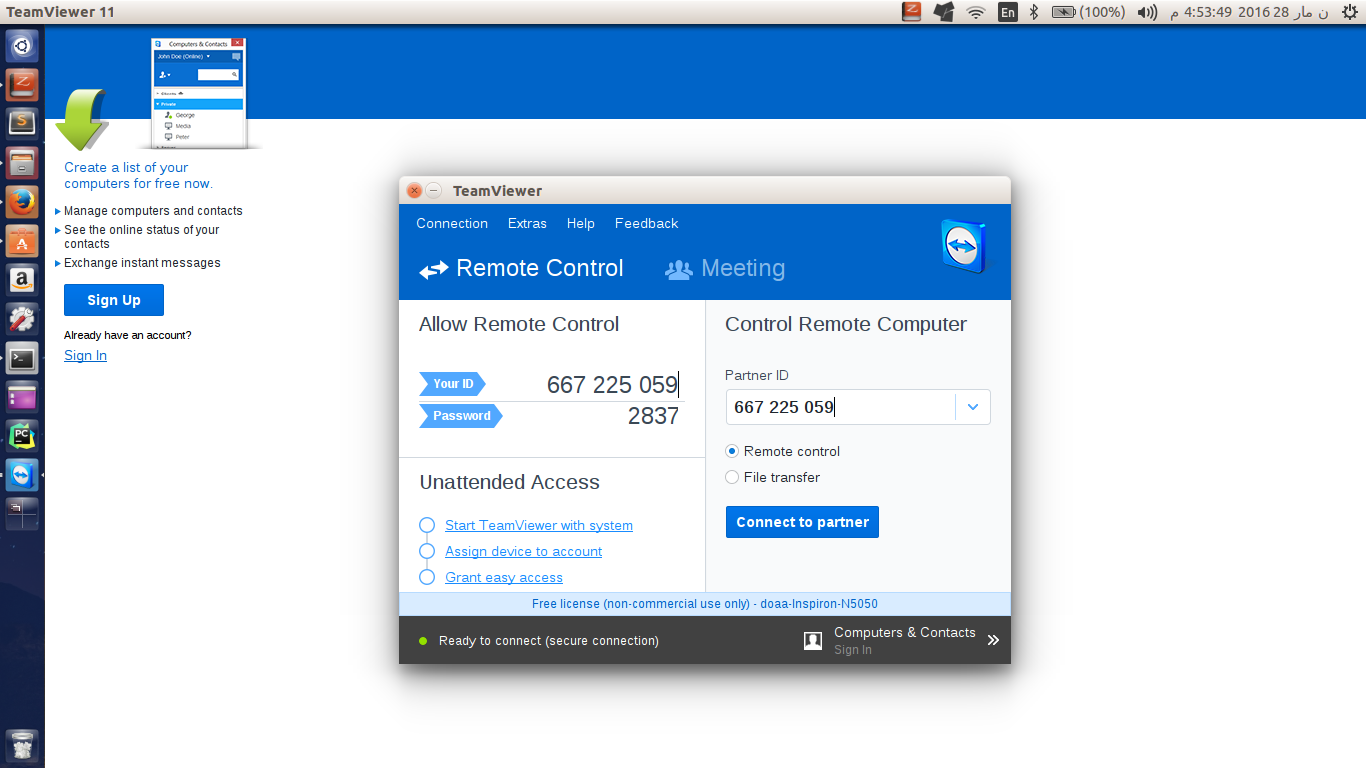 TeamViewer 11
En
(100%)
ن مار 28 2016 4:53:49 م
Computers & Contacts
John Doe (Online)
Private
George
Media
Peter
Create a list of your
computers for free now.
Manage computers and contacts
See the online status of your
contacts
Exchange instant messages
Sign Up
Already have an account?
Sign In
TeamViewer
Connection Extras Help Feedback
Remote Control Meeting
Allow Remote Control
Your ID 667 225 059
Password 2837
Unattended Access
Start TeamViewer with system
Assign device to account
Grant easy access
Control Remote Computer
Partner ID
667 225 059
Remote control
File transfer
Connect to partner
Free license (non-commercial use only) - doaa-Inspiron-N5050
Ready to connect (secure connection)
Computers & Contacts
Sign In